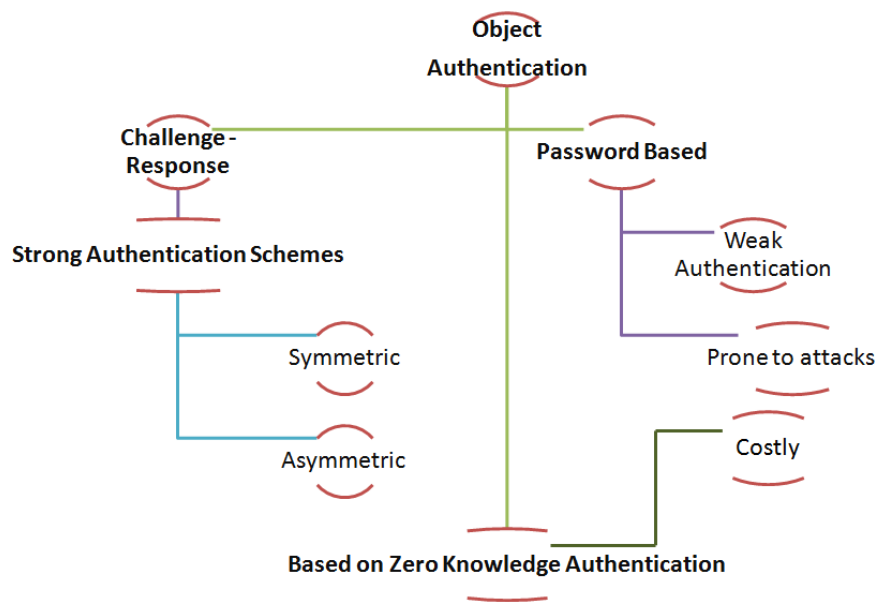 Object
Authentication
Challenge -
Response
Password Based
Strong Authentication Schemes
Weak
Authentication
Symmetric
Prone to attacks
Asymmetric
Costly
Based on Zero Knowledge Authentication